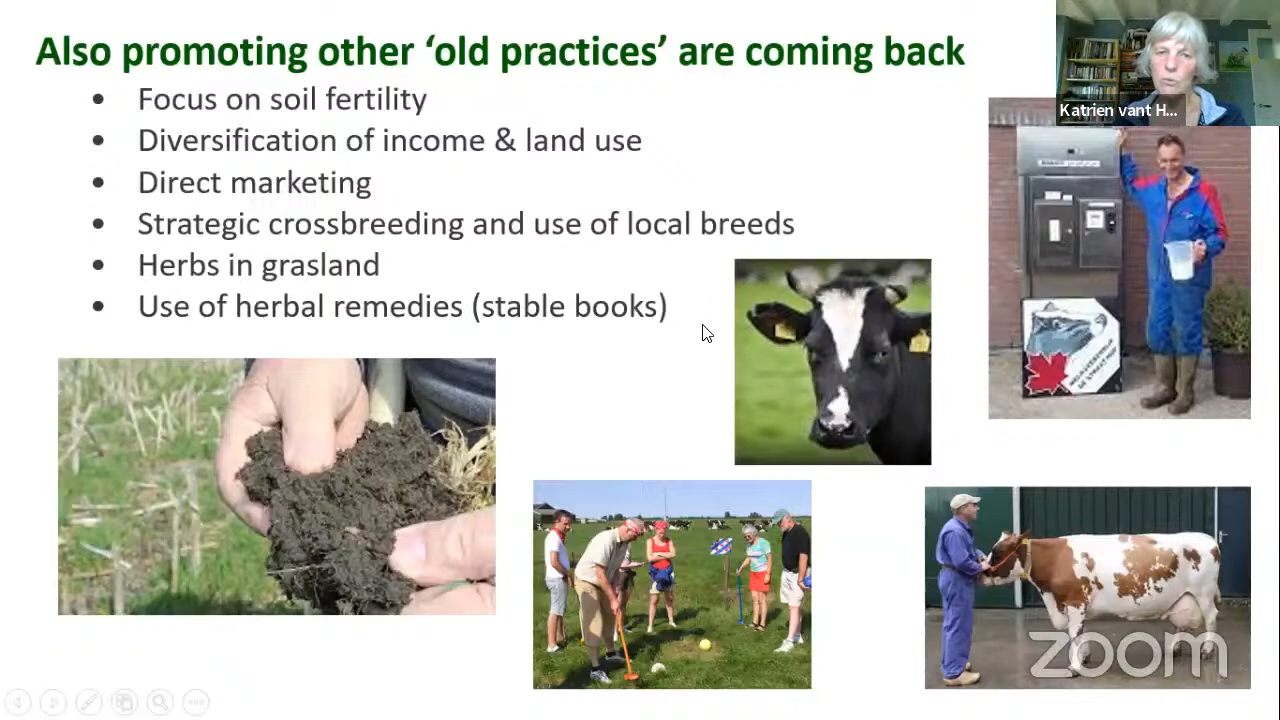 Also promoting other ‘old practices’ are coming back
• Focus on soil fertility
• Diversification of income & land use
• Direct marketing
• Strategic crossbreeding and use of local breeds
• Herbs in grasland
• Use of herbal remedies (stable books)
Katrien vant H...
zoom